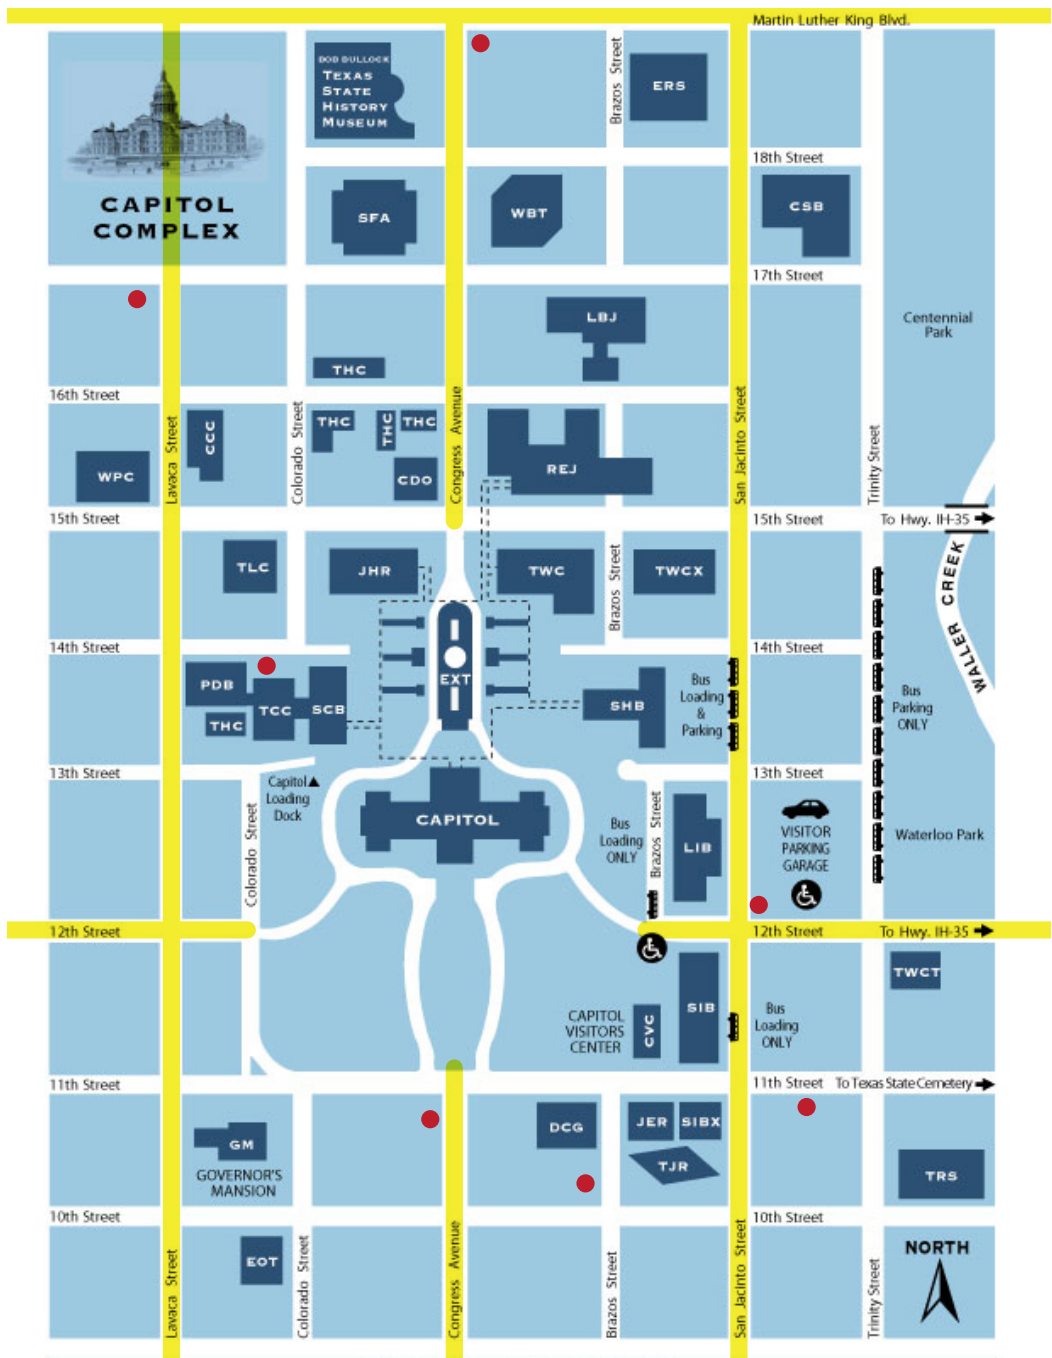 Martin Luther King Blvd.
BOB BULLOCK
TEXAS
STATE
HISTORY
MUSEUM
Brazos Street
ERS
18th Street
CAPITOL
COMPLEX
SFA
WBT
CSB
17th Street
LBJ
Centennial
Park
THC
16th Street
Lavaca Street
CCC
Colorado Street
THC
THC
THC
Congress Avenue
San Jacinto Street
Trinity Street
WPC
CDO
REJ
15th Street
15th Street
To Hwy. IH-35
TLC
JHR
TWC
Brazos Street
TWCX
WALLER CREEK
14th Street
14th Street
PDB
TCC
SCB
THC
EXT
SHB
Bus
Loading
&
Parking
Bus
Parking
ONLY
13th Street
13th Street
Capitol
Loading
Dock
Colorado Street
CAPITOL
Bus
Loading
ONLY
Brazos Street
LIB
VISITOR
PARKING
GARAGE
Waterloo Park
12th Street
12th Street
To Hwy. IH-35
TWCT
CAPITOL
VISITORS
CENTER
CVC
SIB
Bus
Loading
ONLY
11th Street
11th Street
To Texas State Cemetery
GM
GOVERNOR'S
MANSION
DCG
JER
SIBX
TJR
TRS
10th Street
10th Street
Lavaca Street
EOT
Colorado Street
Congress Avenue
Brazos Street
San Jacinto Street
Trinity Street
NORTH